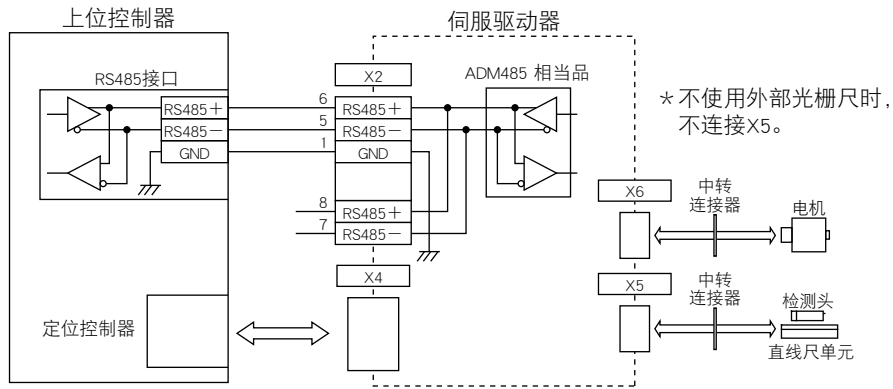 上位控制器
伺服驱动器
RS485接口
X2
ADM485 相当品
RS485＋
6
RS485＋
RS485－
5
RS485－
GND
1
GND
＊不使用外部光栅尺时，
不连接X5。
8
RS485＋
7
RS485－
X6
中转
连接器
电机
X4
X5
中转
连接器
检测头
定位控制器
直线尺单元